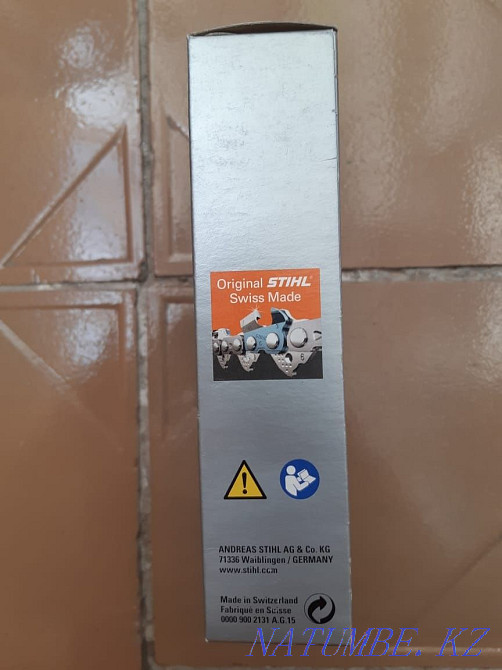 Original STIHL®
Swiss Made
6
ANDREAS STIHL AG & Co. KG
71336 Waiblingen / GERMANY
www.stihl.com
Made in Switzerland
Fabriqué en Suisse
0000 900 2131 A.G.15
NATUMBE. KZ